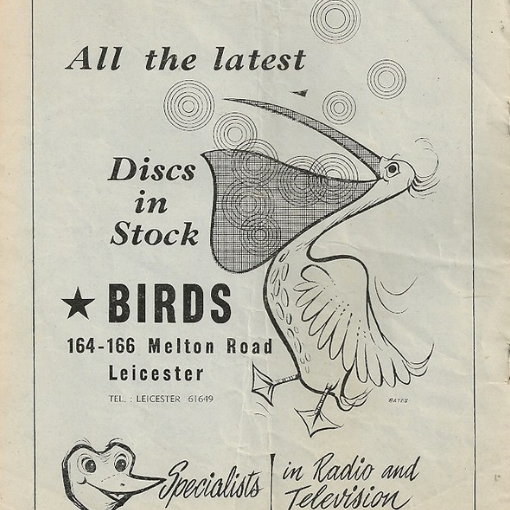 All the latest
Discs
in
Stock
★ BIRDS
164-166 Melton Road
Leicester
TEL. : LEICESTER 61649
BATES
Specialists | in Radio and
Television